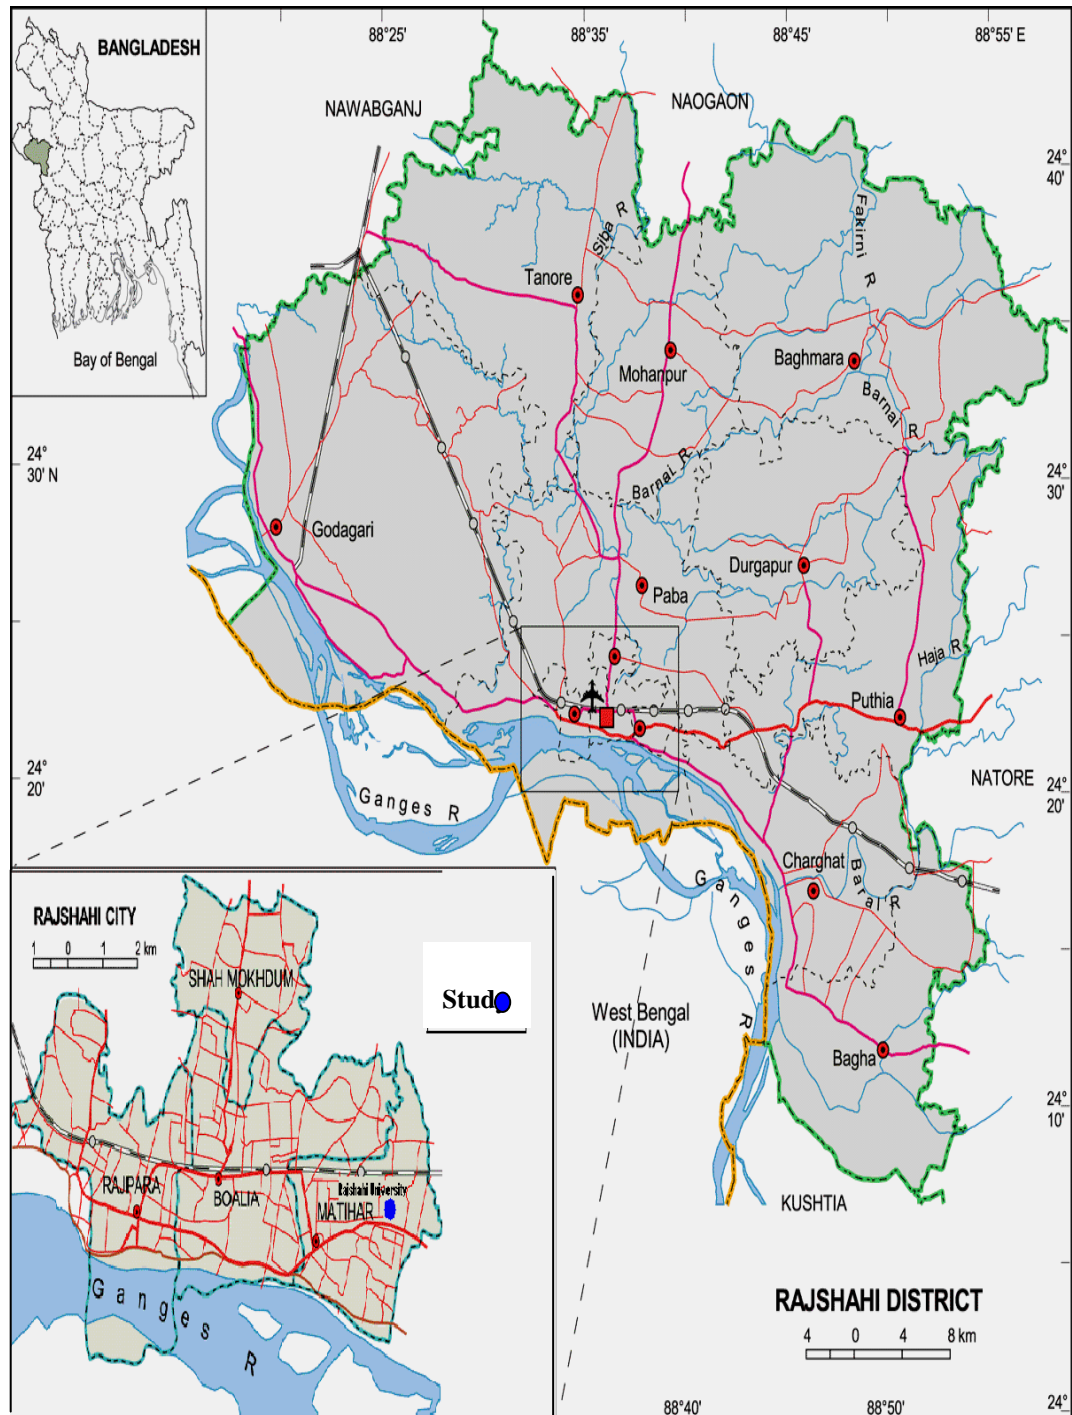 88°25'
88°35'
88°45'
88°55' E
BANGLADESH
Bay of Bengal
NAWABGANJ
NAOGAON
24°
40'
Siba R
Fakirni R
Tanore
Mohanpur
Baghmara
Barnai R
24°
30' N
Barnai R
24°
30'
Godagari
Durgapur
Paba
Haja R
Puthia
24°
20'
NATORE
24°
20'
Ganges R
Charghat
Baral R
Ganges R
West Bengal
(INDIA)
Bagha
24°
10'
KUSHTIA
RAJSHAHI CITY
1 0 1 2 km
SHAH MOKHDUM
Stud
RAJPARA
BOALIA
Rajshahi University
MATIHAR
Ganges R
RAJSHAHI DISTRICT
4 0 4 8 km
88°40'
88°50'
24°